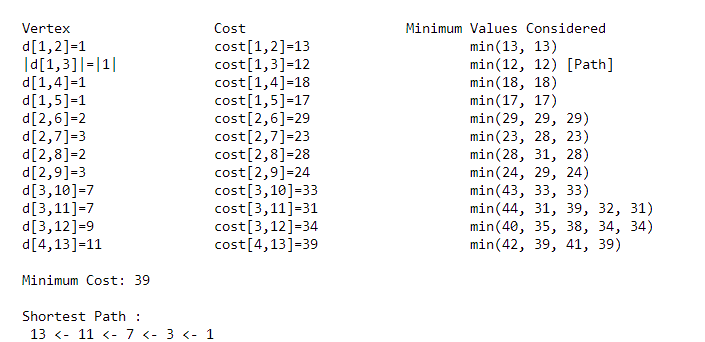 Vertex Cost Minimum Values Considered
d[1,2]=1 cost[1,2]=13 min(13, 13)
|d[1,3]|=|1| cost[1,3]=12 min(12, 12) [Path]
d[1,4]=1 cost[1,4]=18 min(18, 18)
d[1,5]=1 cost[1,5]=17 min(17, 17)
d[2,6]=2 cost[2,6]=29 min(29, 29, 29)
d[2,7]=3 cost[2,7]=23 min(23, 28, 23)
d[2,8]=2 cost[2,8]=28 min(28, 31, 28)
d[2,9]=3 cost[2,9]=24 min(24, 29, 24)
d[3,10]=7 cost[3,10]=33 min(43, 33, 33)
d[3,11]=7 cost[3,11]=31 min(44, 31, 39, 32, 31)
d[3,12]=9 cost[3,12]=34 min(40, 35, 38, 34, 34)
d[4,13]=11 cost[4,13]=39 min(42, 39, 41, 39)
Minimum Cost: 39
Shortest Path :
13 <- 11 <- 7 <- 3 <- 1